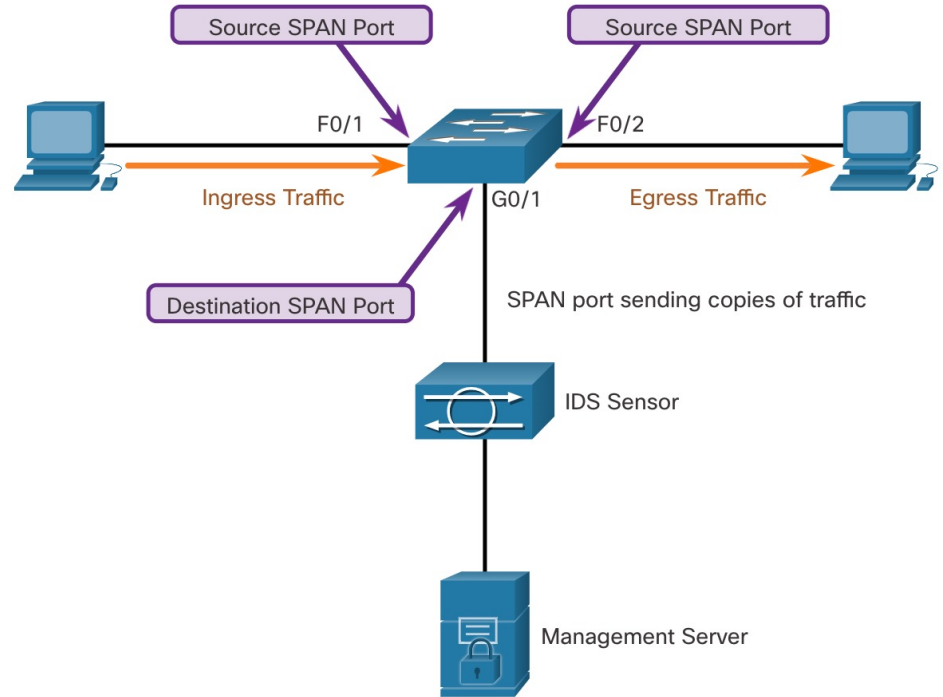 Source SPAN Port
Source SPAN Port
F0/1
F0/2
Ingress Traffic
Egress Traffic
G0/1
Destination SPAN Port
SPAN port sending copies of traffic
IDS Sensor
Management Server